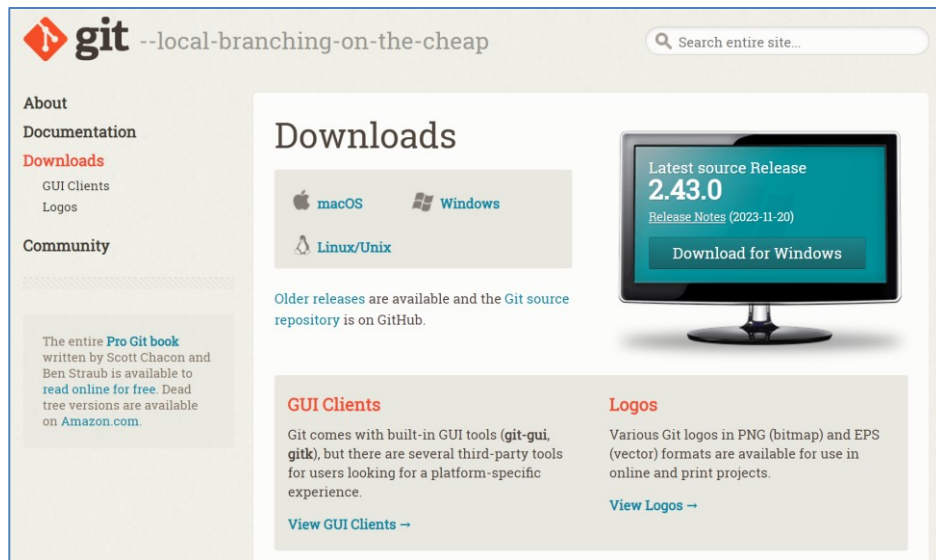 git --local-branching-on-the-cheap
Search entire site...
About
Documentation
Downloads
GUI Clients
Logos
Community
The entire Pro Git book
written by Scott Chacon and
Ben Straub is available to
read online for free. Dead
tree versions are available
on Amazon.com.
Downloads
macOS
Windows
Linux/Unix
Older releases are available and the Git source
repository is on GitHub.
Latest source Release
2.43.0
Release Notes (2023-11-20)
Download for Windows
GUI Clients
Git comes with built-in GUI tools (git-gui,
gitk), but there are several third-party tools
for users looking for a platform-specific
experience.
View GUI Clients →
Logos
Various Git logos in PNG (bitmap) and EPS
(vector) formats are available for use in
online and print projects.
View Logos →